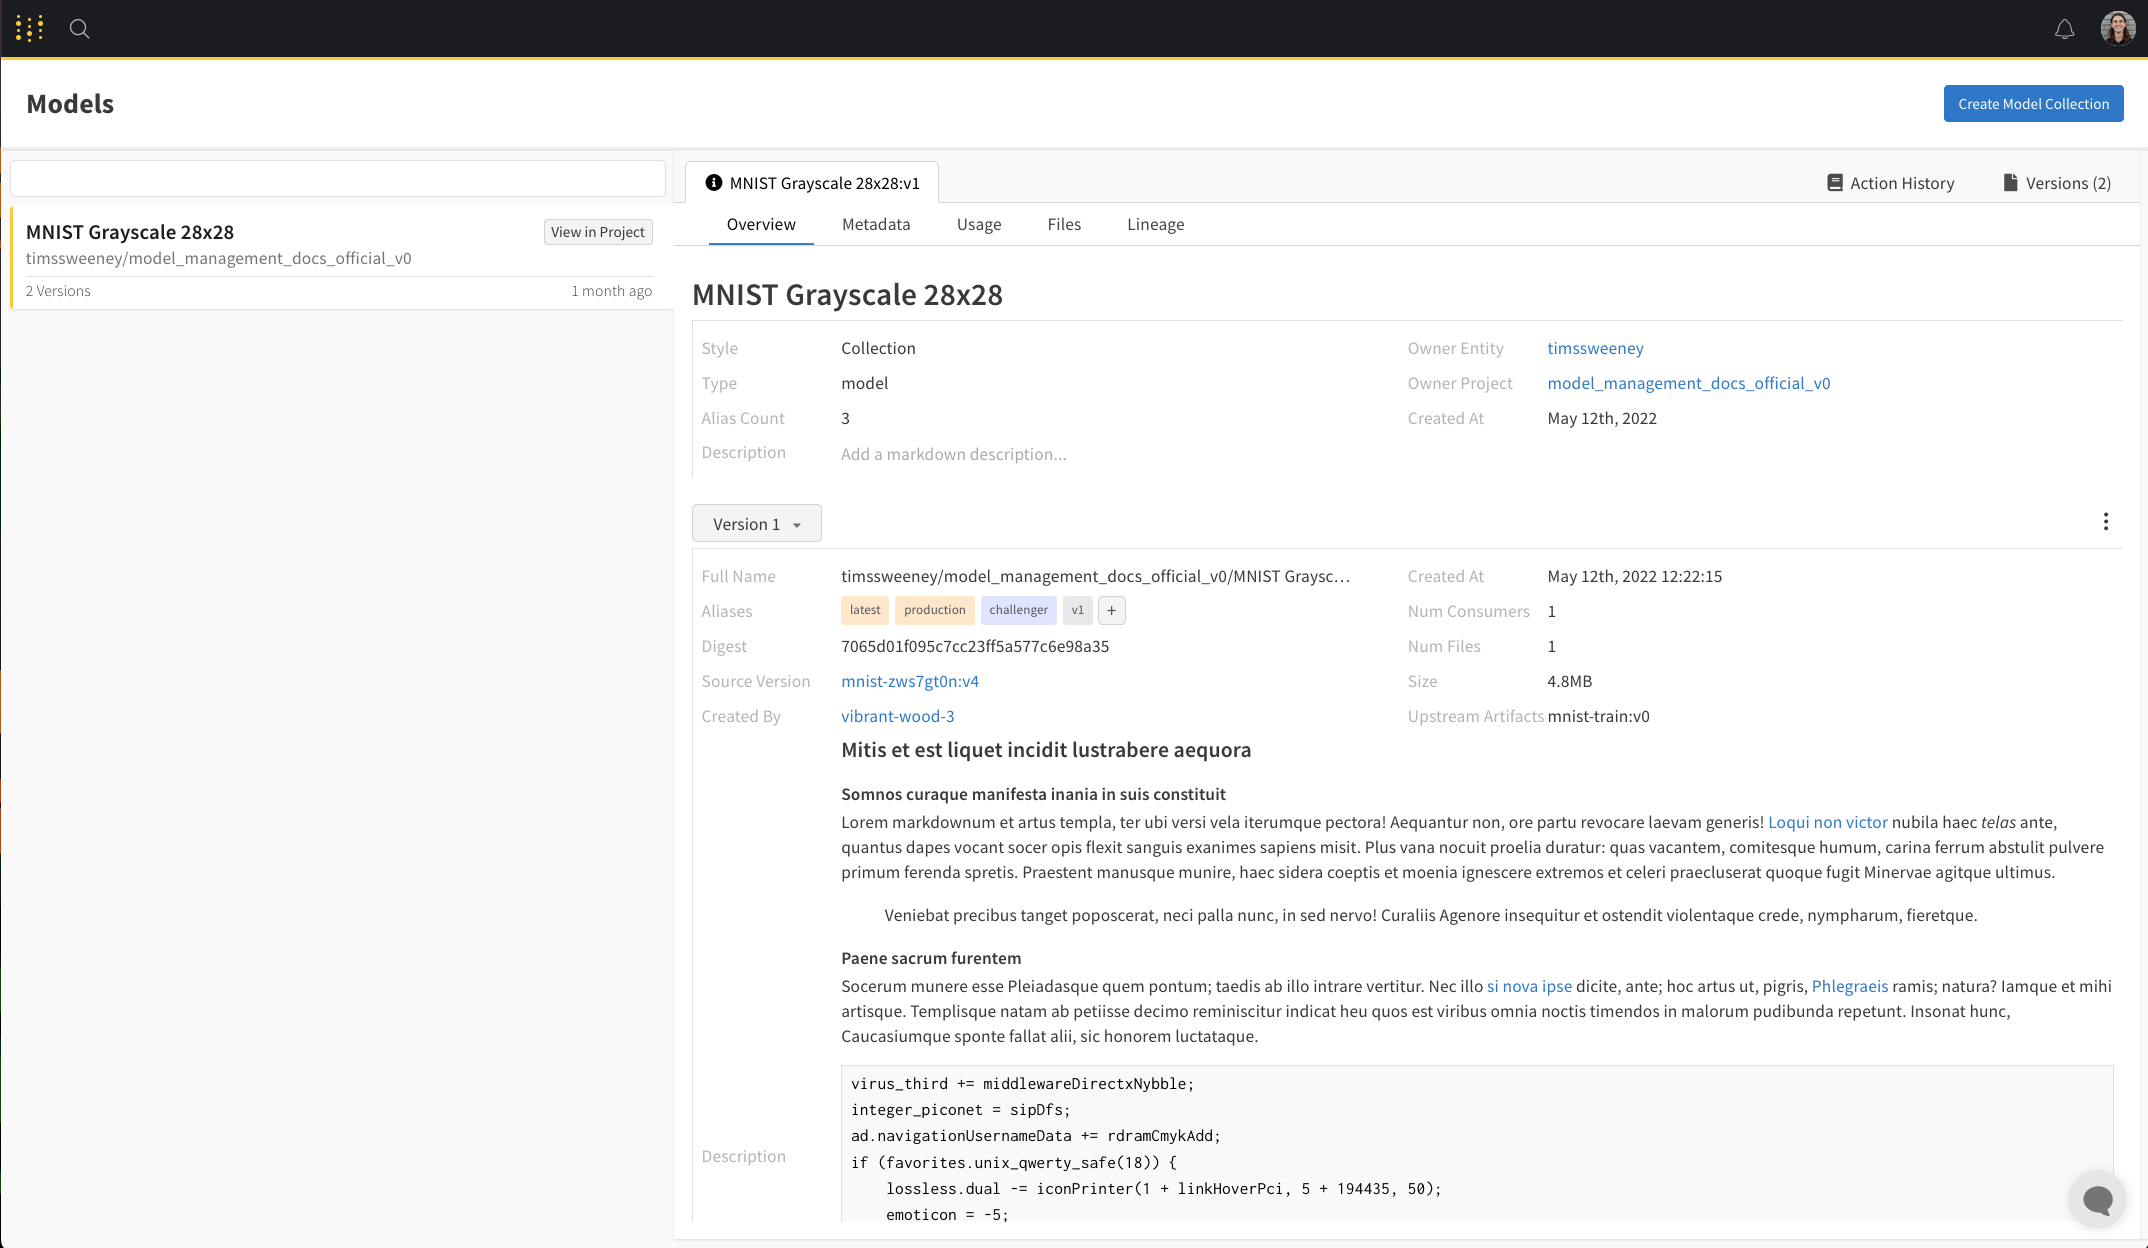 Models
Create Model Collection
MNIST Grayscale 28x28
View in Project
timssweeney/model_management_docs_official_v0
2 Versions
1 month ago
MNIST Grayscale 28x28:v1
Action History
Versions (2)
Overview
Metadata
Usage
Files
Lineage
MNIST Grayscale 28x28
Style Collection
Owner Entity timssweeney
Type model
Owner Project model_management_docs_official_v0
Alias Count 3
Created At May 12th, 2022
Description Add a markdown description...
Version 1
Full Name timssweeney/model_management_docs_official_v0/MNIST Graysc...
Created At May 12th, 2022 12:22:15
Aliases latest production challenger v1 +
Num Consumers 1
Digest 7065d01f095c7cc23ff5a577c6e98a35
Num Files 1
Source Version mnist-zws7gt0n:v4
Size 4.8MB
Created By vibrant-wood-3
Upstream Artifacts mnist-train:v0
Mitis et est liquet incidit lustrabere aequora
Somnos curaque manifesta inania in suis constituit
Lorem markdownum et artus templa, ter ubi versi vela iterumque pectora! Aequantur non, ore partu revocare laevam generis! Loqui non victor nubila haec telas ante,
quantus dapes vocant socer opis flexit sanguis exanimes sapiens misit. Plus vana nocuit proelia duratur: quas vacantem, comitesque humum, carina ferrum abstulit pulvere
primum ferenda spretis. Praestent manusque munire, haec sidera coeptis et moenia ignescere extremos et celeri praecluserat quoque fugit Minervae agitque ultimus.
Veniebat precibus tanget poposcerat, neci palla nunc, in sed nervo! Curaliis Agenore insequitur et ostendit violentaque crede, nympharum, fieretque.
Paene sacrum furentem
Socerum munere esse Pleiadasque quem pontum; taedis ab illo intrare vertitur. Nec illo si nova ipse dicite, ante; hoc artus ut, pigris, Phlegraeis ramis; natura? Iamque et mihi
artisque. Templisque natam ab petiisse decimo reminiscitur indicat heu quos est viribus omnia noctis timendos in malorum pudibunda repetunt. Insonat hunc,
Caucasiumque sponte fallat alii, sic honorem luctataque.
virus_third += middlewareDirectxNybble;
integer_piconet = sipDfs;
ad.navigationUsernameData += rdramCmykAdd;
Description
if (favorites.unix_qwerty_safe(18)) {
lossless.dual -= iconPrinter(1 + linkHoverPci, 5 + 194435, 50);
emoticon = -5;